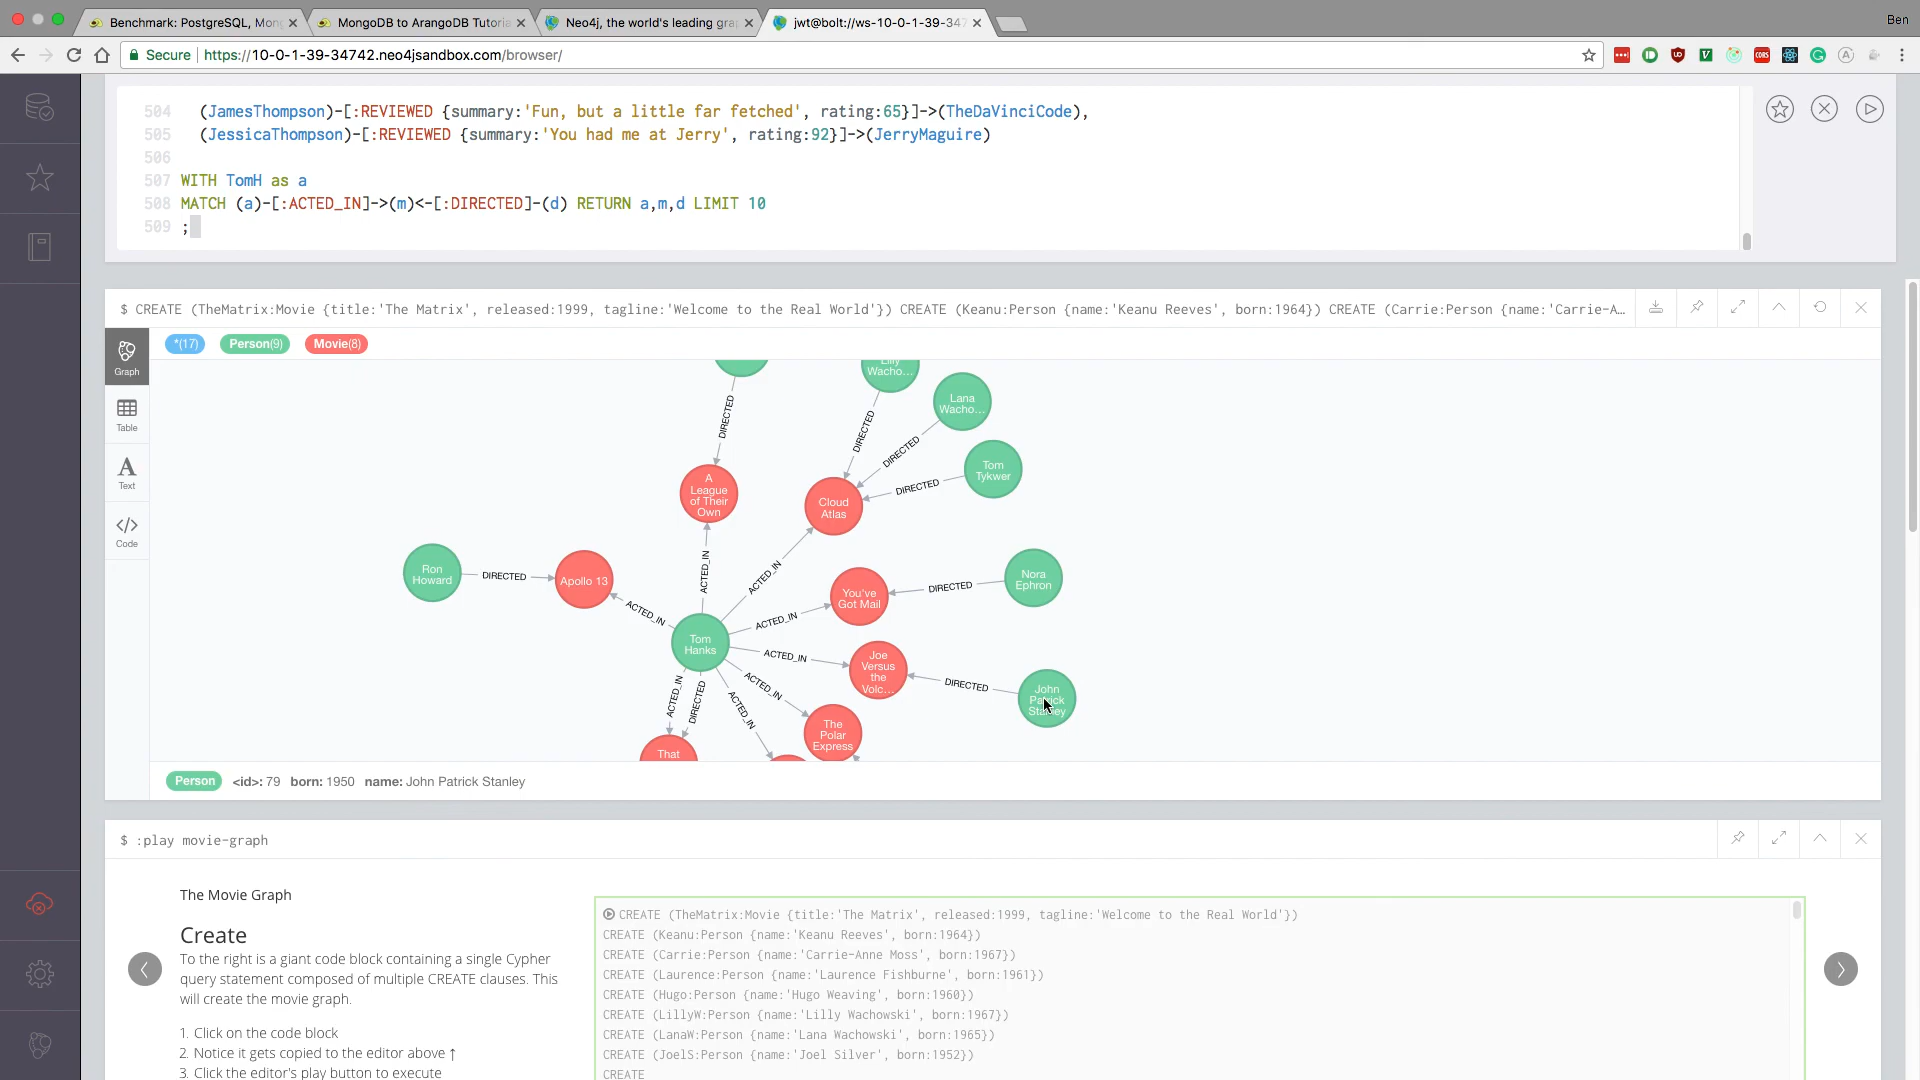 Benchmark: PostgreSQL, Mon
MongoDB to ArangoDB Tutoria
Neo4j, the world's leading gra
jwt@bolt://ws-10-0-1-39-347
Ben
Secure
https://10-0-1-39-34742.neo4jsandbox.com/browser/
504 (JamesThompson)-[:REVIEWED {summary:'Fun, but a little far fetched', rating:65}]->(TheDaVinciCode),
505 (JessicaThompson)-[:REVIEWED {summary:'You had me at Jerry', rating:92}]->(JerryMaguire)
506
507 WITH TomH as a
508 MATCH (a)-[:ACTED_IN]->(m)<-[:DIRECTED]-(d) RETURN a,m,d LIMIT 10
509 ;
$ CREATE (TheMatrix:Movie {title:'The Matrix', released:1999, tagline:'Welcome to the Real World'}) CREATE (Keanu:Person {name:'Keanu Reeves', born:1964}) CREATE (Carrie:Person {name:'Carrie-A…
*(17)
Person(9)
Movie(8)
Graph
Table
A
Text
</>
Code
Lilly
Wacho…
Lana
Wacho…
DIRECTED
DIRECTED
DIRECTED
Tom
Tykwer
DIRECTED
A
League
of Their
Own
Cloud
Atlas
Ron
Howard
DIRECTED
Apollo 13
ACTED_IN
ACTED_IN
Nora
Ephron
DIRECTED
You've
Got Mail
ACTED_IN
ACTED_IN
Tom
Hanks
ACTED_IN
Joe
Versus
the
Volc…
DIRECTED
John
Patrick
Stanley
ACTED_IN
DIRECTED
ACTED_IN
ACTED_IN
The
Polar
Express
That
Person <id>: 79 born: 1950 name: John Patrick Stanley
$ :play movie-graph
The Movie Graph
Create
To the right is a giant code block containing a single Cypher
query statement composed of multiple CREATE clauses. This
will create the movie graph.
1. Click on the code block
2. Notice it gets copied to the editor above ↑
3. Click the editor's play button to execute
CREATE (TheMatrix:Movie {title:'The Matrix', released:1999, tagline:'Welcome to the Real World'})
CREATE (Keanu:Person {name:'Keanu Reeves', born:1964})
CREATE (Carrie:Person {name:'Carrie-Anne Moss', born:1967})
CREATE (Laurence:Person {name:'Laurence Fishburne', born:1961})
CREATE (Hugo:Person {name:'Hugo Weaving', born:1960})
CREATE (LillyW:Person {name:'Lilly Wachowski', born:1967})
CREATE (LanaW:Person {name:'Lana Wachowski', born:1965})
CREATE (JoelS:Person {name:'Joel Silver', born:1952})
CREATE